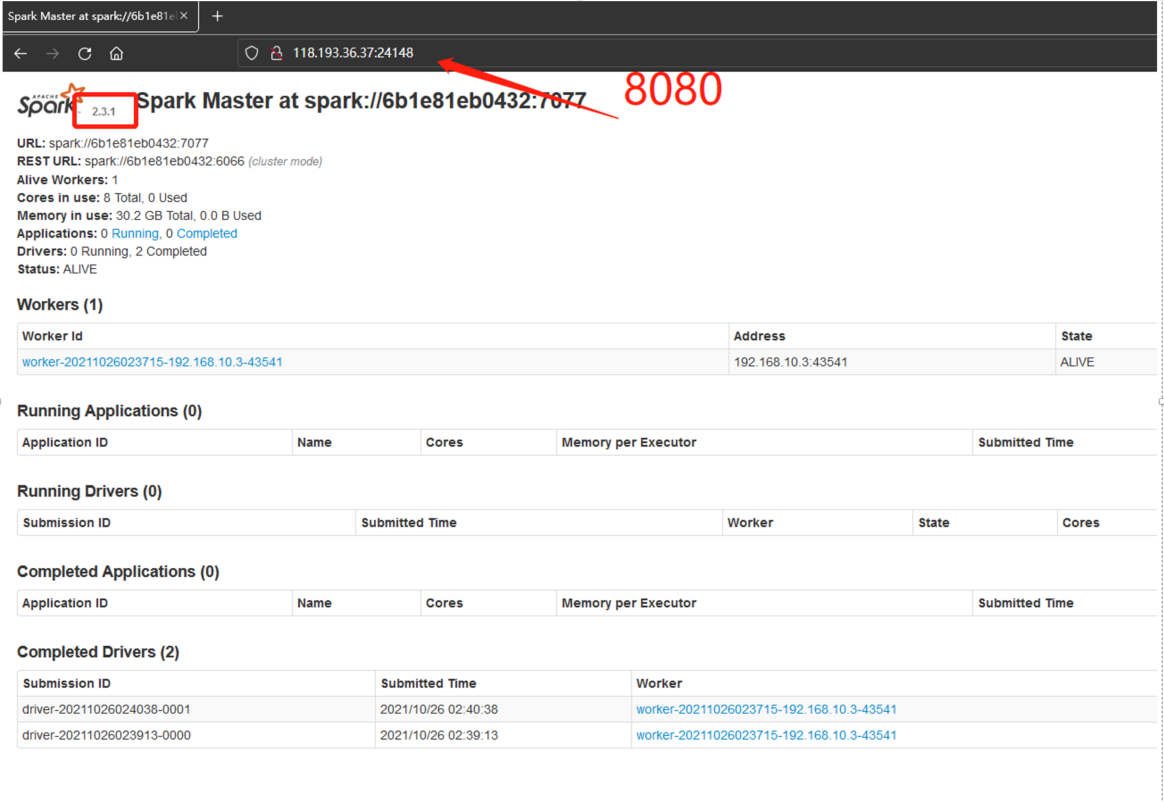 Spark Master at spark://6b1e81e
118.193.36.37:24148
8080
APACHE
Spark 2.3.1 Spark Master at spark://6b1e81eb0432:7077
URL: spark://6b1e81eb0432:7077
REST URL: spark://6b1e81eb0432:6066 (cluster mode)
Alive Workers: 1
Cores in use: 8 Total, 0 Used
Memory in use: 30.2 GB Total, 0.0 B Used
Applications: 0 Running, 0 Completed
Drivers: 0 Running, 2 Completed
Status: ALIVE
Workers (1)
Worker Id Address State
worker-20211026023715-192.168.10.3-43541 192.168.10.3:43541 ALIVE
Running Applications (0)
Application ID Name Cores Memory per Executor Submitted Time
Running Drivers (0)
Submission ID Submitted Time Worker State Cores
Completed Applications (0)
Application ID Name Cores Memory per Executor Submitted Time
Completed Drivers (2)
Submission ID Submitted Time Worker
driver-20211026024038-0001 2021/10/26 02:40:38 worker-20211026023715-192.168.10.3-43541
driver-20211026023913-0000 2021/10/26 02:39:13 worker-20211026023715-192.168.10.3-43541